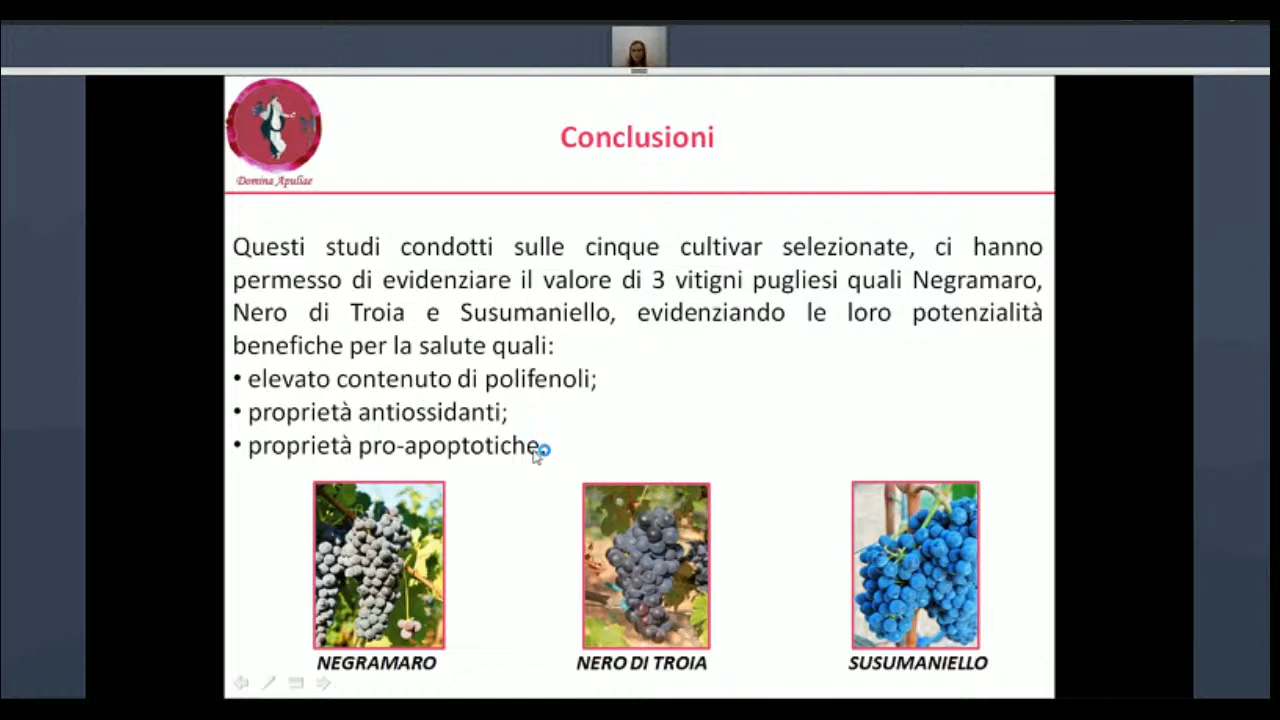 Conclusioni
Domina Apuliae
Questi studi condotti sulle cinque cultivar selezionate, ci hanno
permesso di evidenziare il valore di 3 vitigni pugliesi quali Negramaro,
Nero di Troia e Susumaniello, evidenziando le loro potenzialità
benefiche per la salute quali:
• elevato contenuto di polifenoli;
• proprietà antiossidanti;
• proprietà pro-apoptotiche.
NEGRAMARO
NERO DI TROIA
SUSUMANIELLO